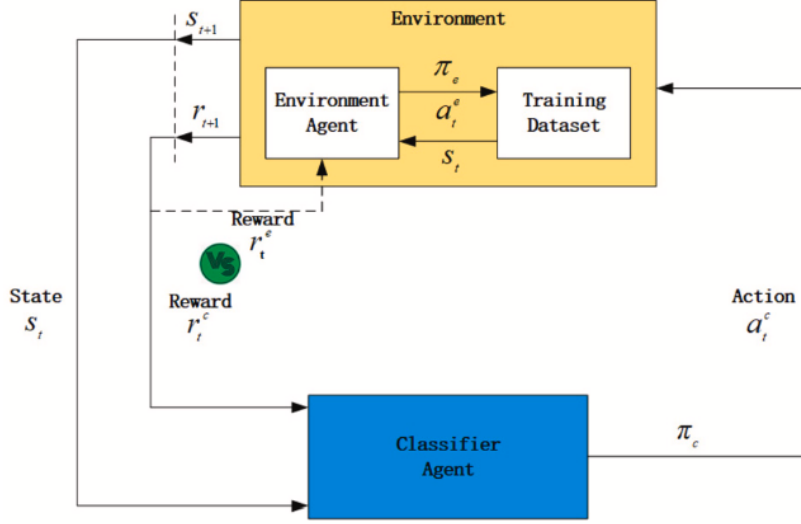 s_{t+1}
Environment
π_e
Environment
Agent
a_t^e
Training
Dataset
r_{t+1}
s_t
Reward
r_t^e
VS
State
s_t
Reward
r_t^c
Action
a_t^c
Classifier
Agent
π_c